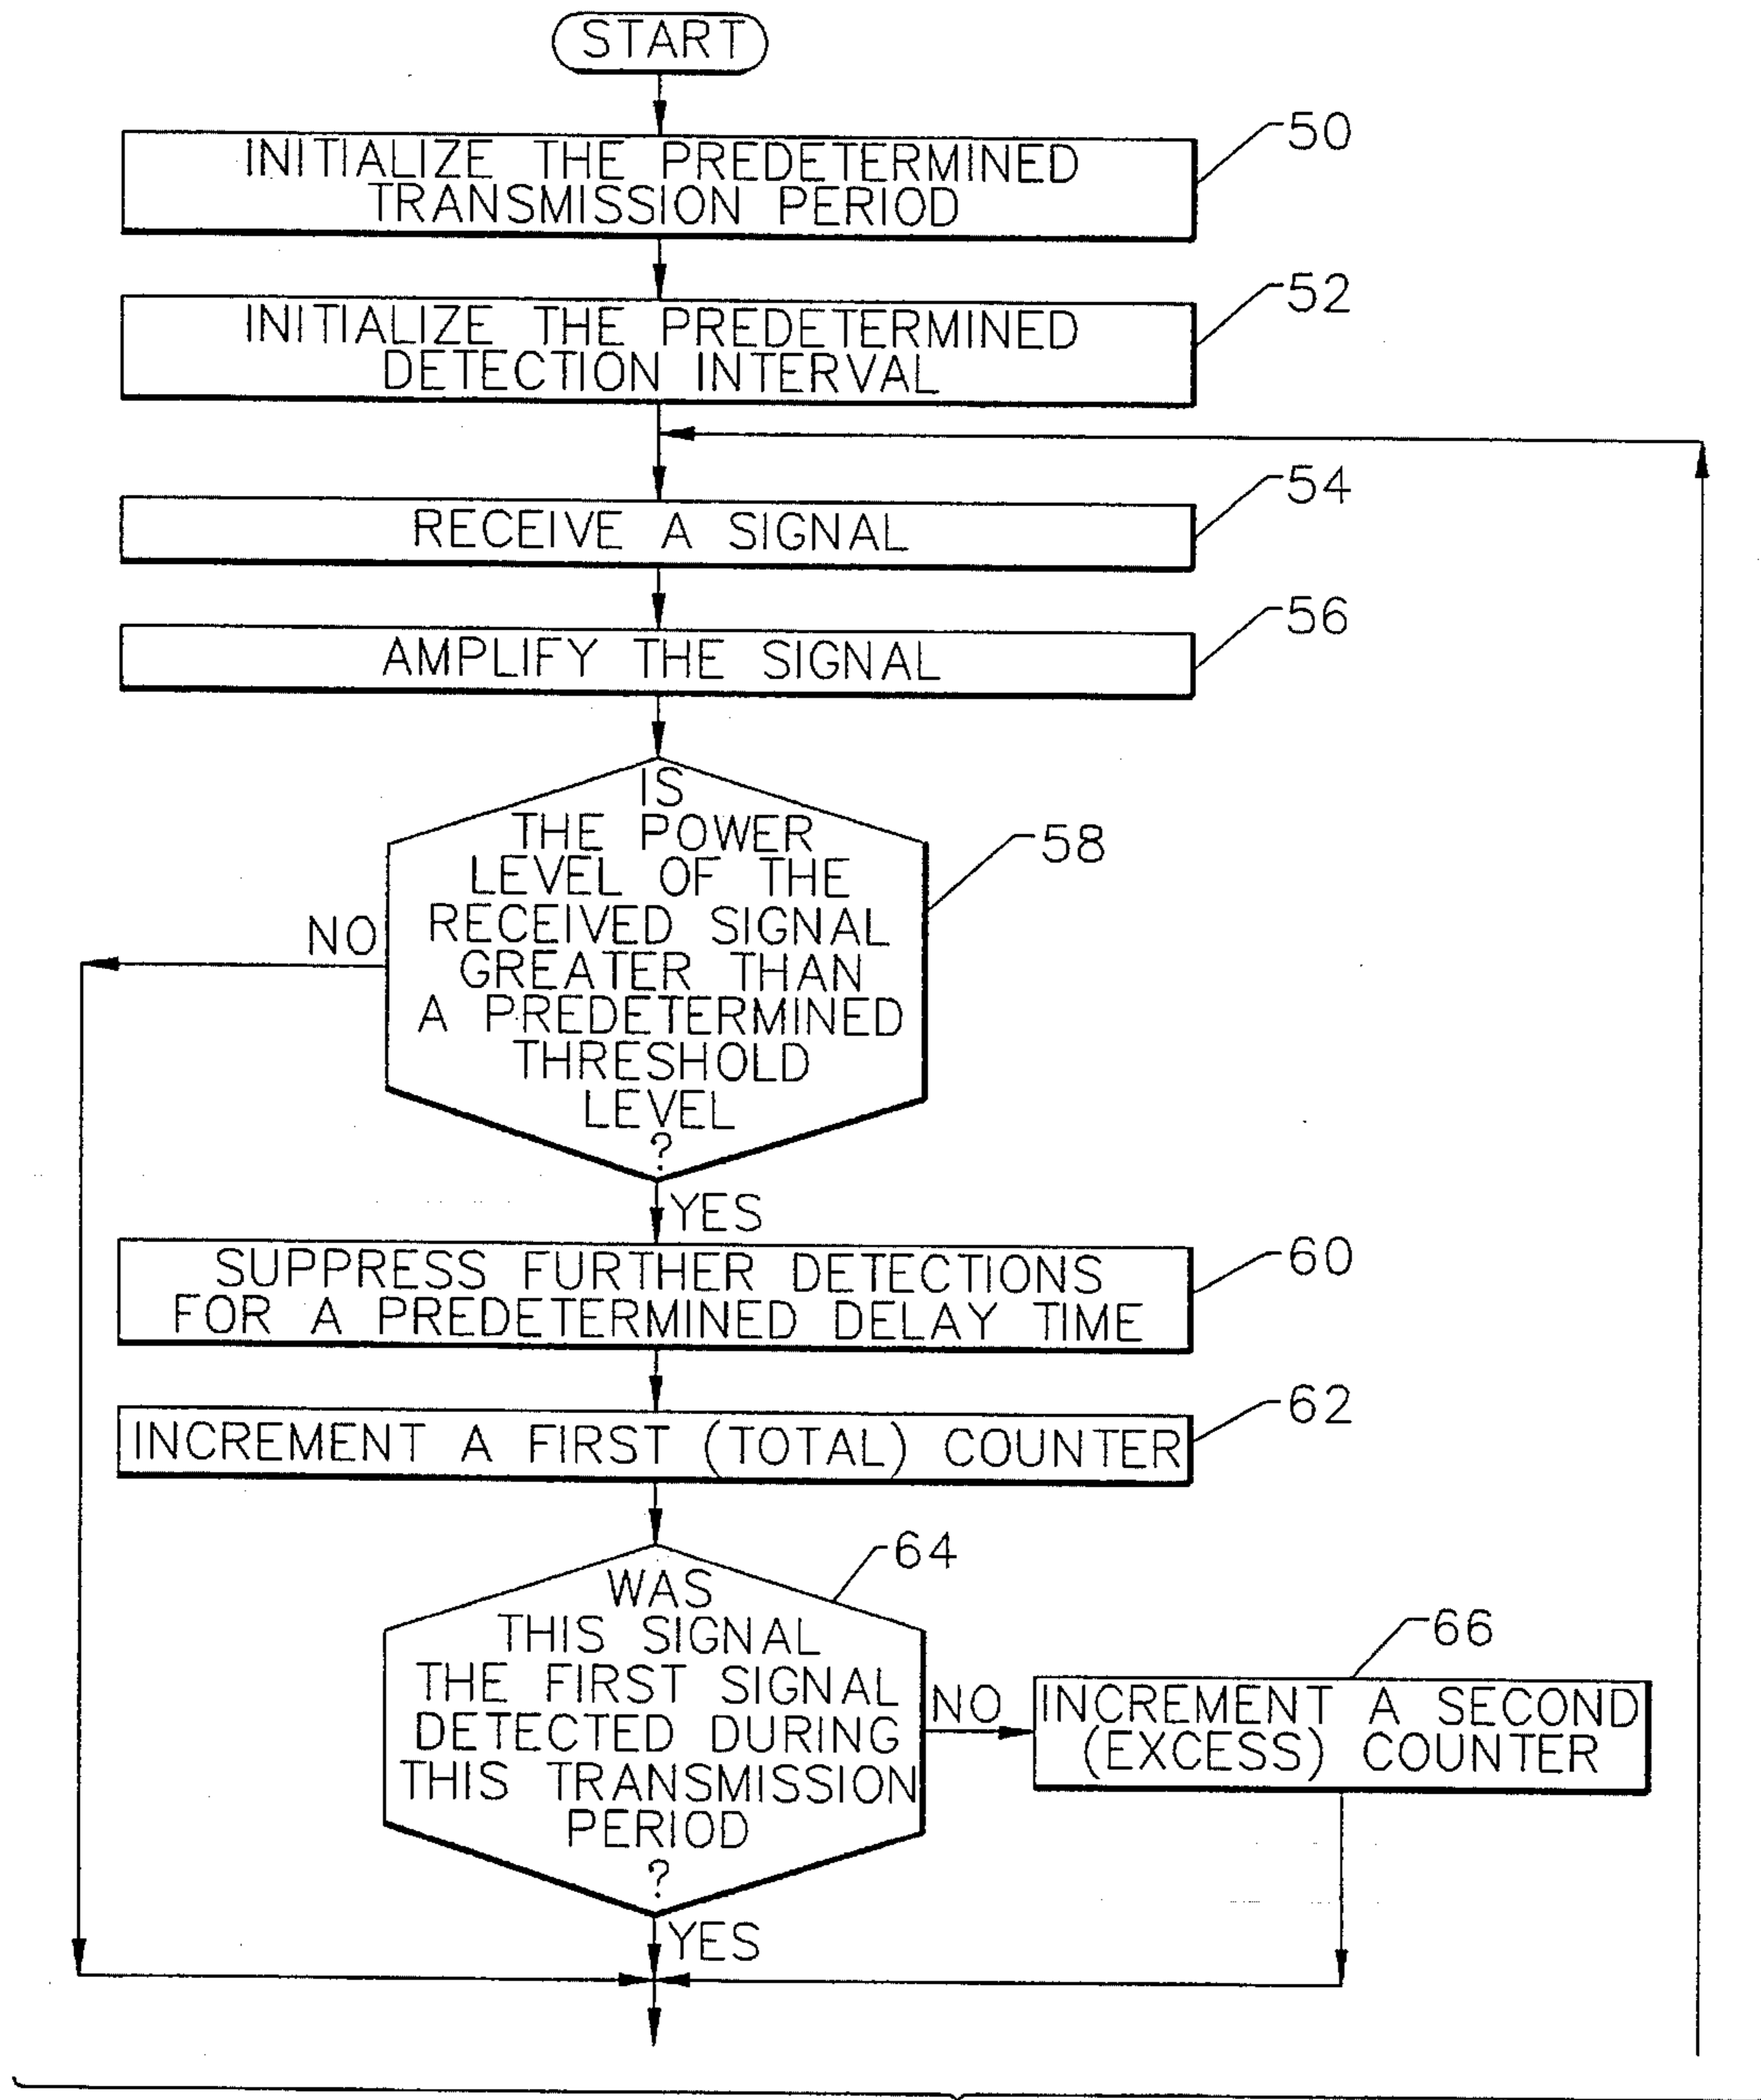 START
INITIALIZE THE PREDETERMINED
TRANSMISSION PERIOD
50
INITIALIZE THE PREDETERMINED
DETECTION INTERVAL
52
RECEIVE A SIGNAL
54
AMPLIFY THE SIGNAL
56
IS
THE POWER
LEVEL OF THE
RECEIVED SIGNAL
GREATER THAN
A PREDETERMINED
THRESHOLD
LEVEL
?
58
NO
YES
SUPPRESS FURTHER DETECTIONS
FOR A PREDETERMINED DELAY TIME
60
INCREMENT A FIRST (TOTAL) COUNTER
62
WAS
THIS SIGNAL
THE FIRST SIGNAL
DETECTED DURING
THIS TRANSMISSION
PERIOD
?
64
NO
INCREMENT A SECOND
(EXCESS) COUNTER
66
YES